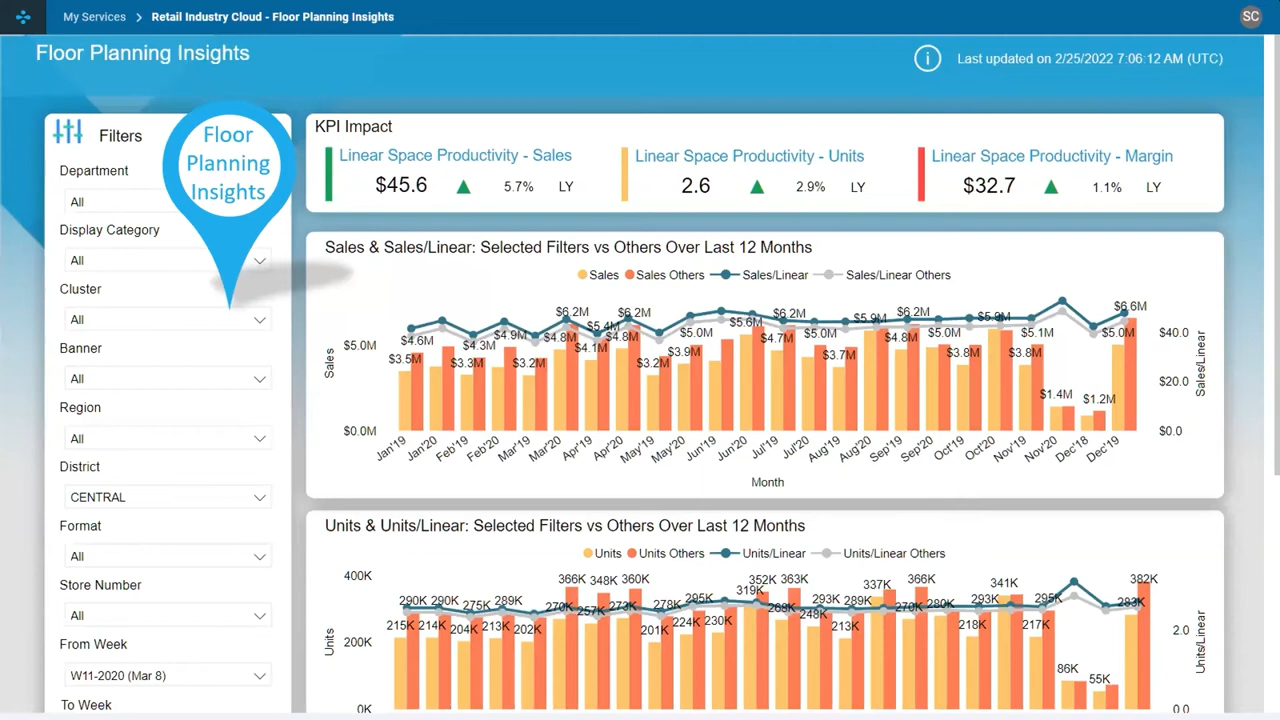 My Services > Retail Industry Cloud - Floor Planning Insights
SC
Floor Planning Insights
i
Last updated on 2/25/2022 7:06:12 AM (UTC)
Filters
Floor
Planning
Insights
Department
All
Display Category
All
Cluster
All
Banner
All
Region
All
District
CENTRAL
Format
All
Store Number
All
From Week
W11-2020 (Mar 8)
To Week
KPI Impact
Linear Space Productivity - Sales
$45.6 ▲ 5.7% LY
Linear Space Productivity - Units
2.6 ▲ 2.9% LY
Linear Space Productivity - Margin
$32.7 ▲ 1.1% LY
Sales & Sales/Linear: Selected Filters vs Others Over Last 12 Months
Sales Sales Others Sales/Linear Sales/Linear Others
Sales
$5.0M
$0.0M
$3.5M $4.6M $3.3M $4.3M $4.9M $3.2M $4.8M $6.2M $4.1M $5.4M $4.8M $6.2M $3.2M $3.9M $5.0M $5.6M $4.7M $6.2M $5.0M $3.7M $5.9M $4.8M $6.2M $5.0M $3.8M $5.9M $3.8M $5.1M $1.4M $1.2M $5.0M $6.6M
$40.0
$20.0
$0.0
Sales/Linear
Jan'19 Jan'20 Feb'19 Feb'20 Mar'19 Mar'20 Apr'19 Apr'20 May'19 May'20 Jun'19 Jun'20 Jul'19 Jul'20 Aug'19 Aug'20 Sep'19 Sep'20 Oct'19 Oct'20 Nov'19 Nov'20 Dec'18 Dec'19
Month
Units & Units/Linear: Selected Filters vs Others Over Last 12 Months
Units Units Others Units/Linear Units/Linear Others
Units
400K
200K
0K
215K 290K 214K 290K 204K 275K 213K 289K 202K 270K 366K 257K 348K 273K 360K 201K 278K 224K 295K 230K 319K 352K 268K 363K 248K 293K 213K 289K 337K 270K 366K 280K 218K 293K 341K 217K 295K 86K 55K 283K 382K
2.0
0.0
Units/Linear